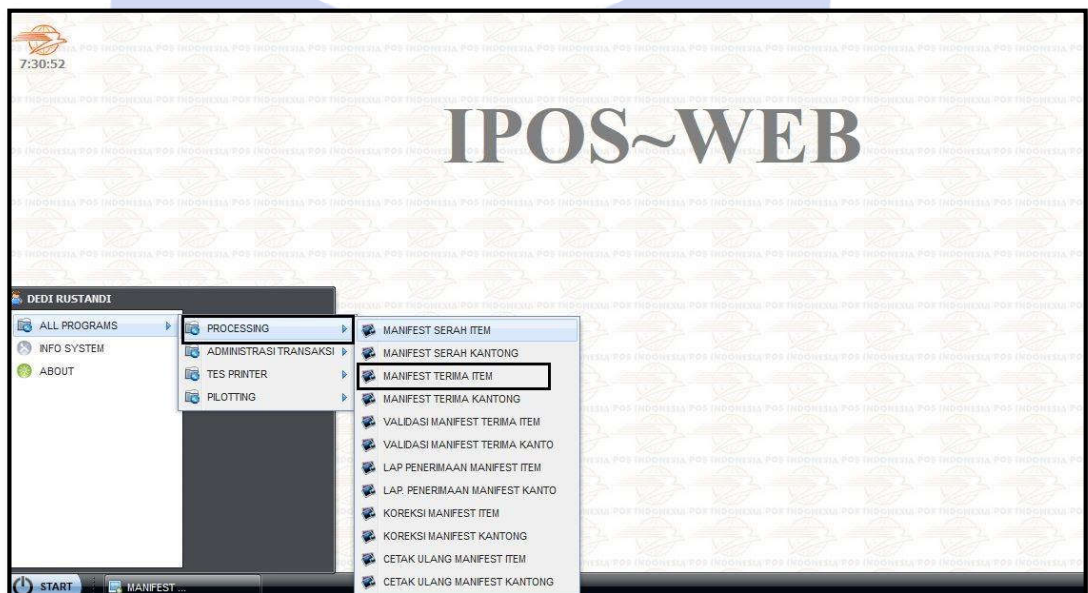 7:30:52
IPOS~WEB
DEDI RUSTANDI
ALL PROGRAMS
INFO SYSTEM
ABOUT
PROCESSING
ADMINISTRASI TRANSAKSI
TES PRINTER
PILOTTING
MANIFEST SERAH ITEM
MANIFEST SERAH KANTONG
MANIFEST TERIMA ITEM
MANIFEST TERIMA KANTONG
VALIDASI MANIFEST TERIMA ITEM
VALIDASI MANIFEST TERIMA KANTO
LAP PENERIMAAN MANIFEST ITEM
LAP. PENERIMAAN MANIFEST KANTO
KOREKSI MANIFEST ITEM
KOREKSI MANIFEST KANTONG
CETAK ULANG MANIFEST ITEM
CETAK ULANG MANIFEST KANTONG
START
MANIFEST ...